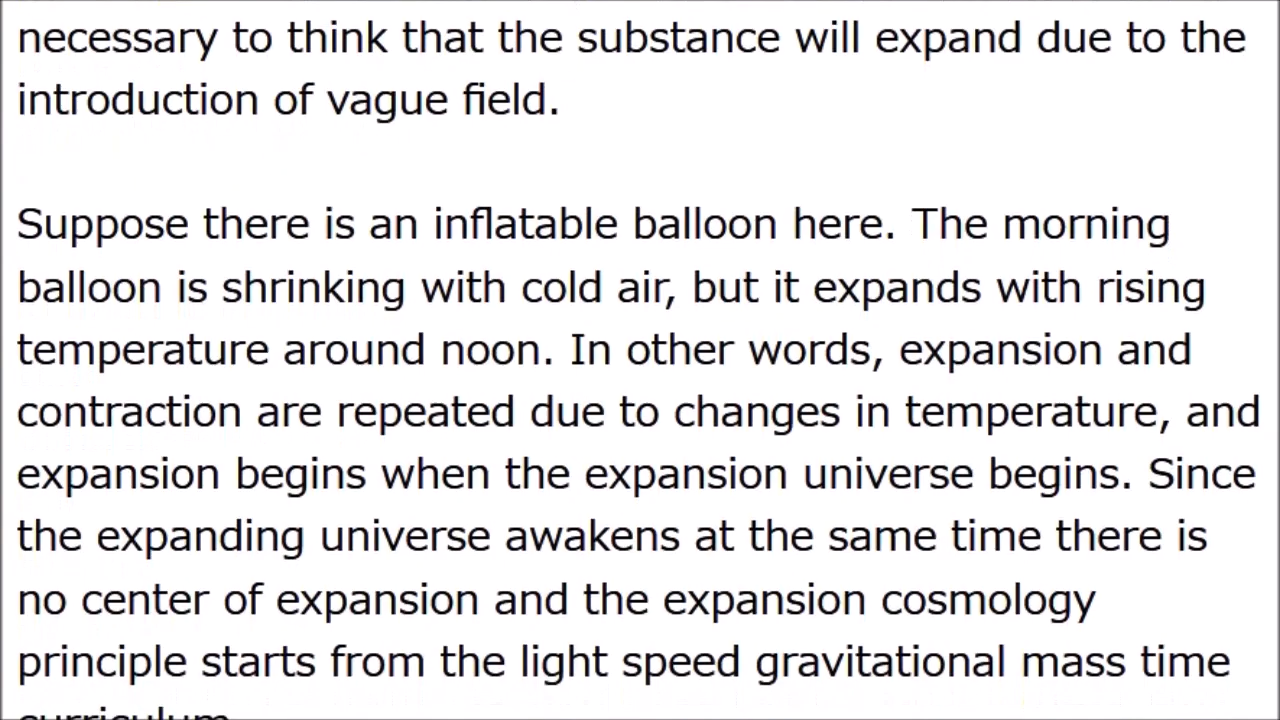 necessary to think that the substance will expand due to the
introduction of vague field.
Suppose there is an inflatable balloon here. The morning
balloon is shrinking with cold air, but it expands with rising
temperature around noon. In other words, expansion and
contraction are repeated due to changes in temperature, and
expansion begins when the expansion universe begins. Since
the expanding universe awakens at the same time there is
no center of expansion and the expansion cosmology
principle starts from the light speed gravitational mass time
curriculum.